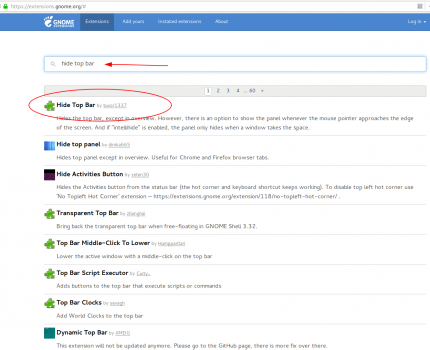 https://extensions.gnome.org/#
GNOME EXTENSIONS
Extensions Add yours Installed extensions About
hide top bar
1 2 3 4 ... 60 »
Hide Top Bar by tuxor1337
Hides the top bar, except in overview. However, there is an option to show the panel whenever the mouse pointer approaches the edge
of the screen. And if "intellihide" is enabled, the panel only hides when a window takes the space.
Hide top panel by
Hides top panel except in overview. Useful for Chrome and Firefox browser tabs.
Hide Activities Button by
Hides the Activities button from the status bar (the hot corner and keyboard shortcut keeps working). To disable top left hot corner use
'No Topleft Hot Corner' extension — https://extensions.gnome.org/extension/118/no-topleft-hot-corner/ .
Transparent Top Bar by zhanghai
Bring back the transparent top bar when free-floating in GNOME Shell 3.32.
Top Bar Middle-Click To Lower by
Lower the active window with a middle-click on the top bar
Top Bar Script Executor by
Adds buttons to the top bar that execute scripts or commands
Top Bar Clocks by
Add World Clocks to the top bar
Dynamic Top Bar by AMDG
This extension will not be updated anymore. Please go to the GitHub page, there is more fix over there.